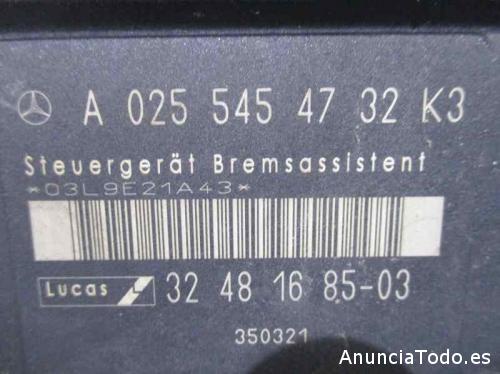 A 025 545 47 32 K3
Steuergerät Bremsassistent
*03L9E21A43*
Lucas 32 48 16 85-03
350321
AnunciaTodo.es